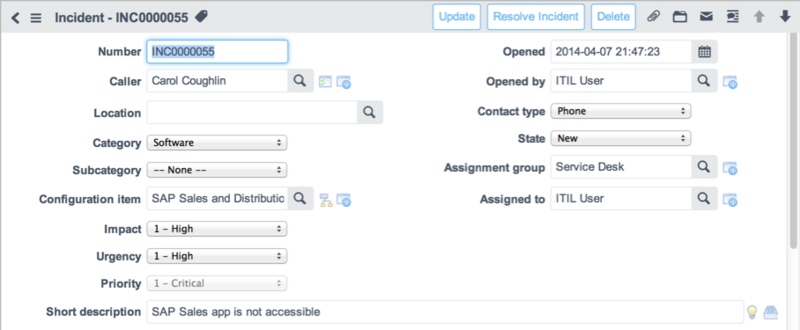 Incident - INC0000055
Update
Resolve Incident
Delete
Number INC0000055
Opened 2014-04-07 21:47:23
Caller Carol Coughlin
Opened by ITIL User
Location
Contact type Phone
Category Software
State New
Subcategory -- None --
Assignment group Service Desk
Configuration item SAP Sales and Distributic
Assigned to ITIL User
Impact 1 - High
Urgency 1 - High
Priority 1 - Critical
Short description SAP Sales app is not accessible